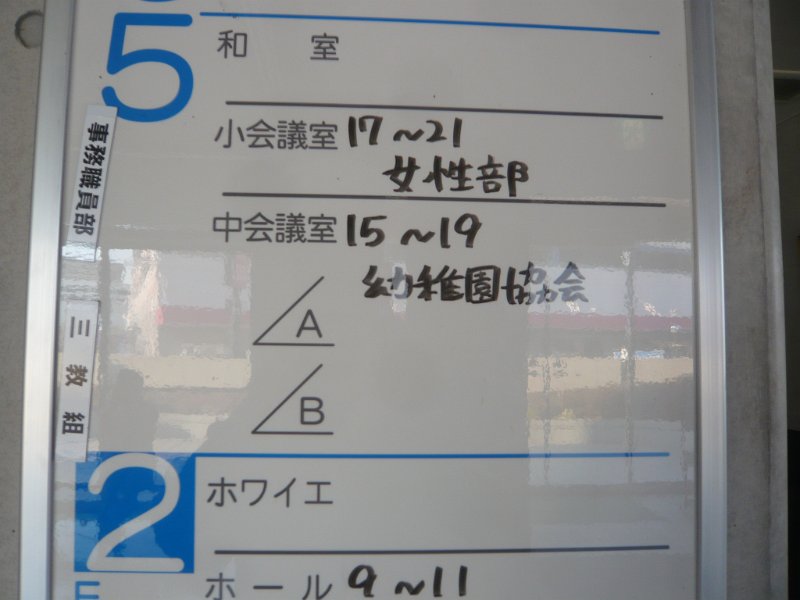 5
和 室
小会議室 17~21
女性部
中会議室 15~19
幼稚園協会
A
B
事務職員部
三教組
2
ホワイエ
ホール 9~11